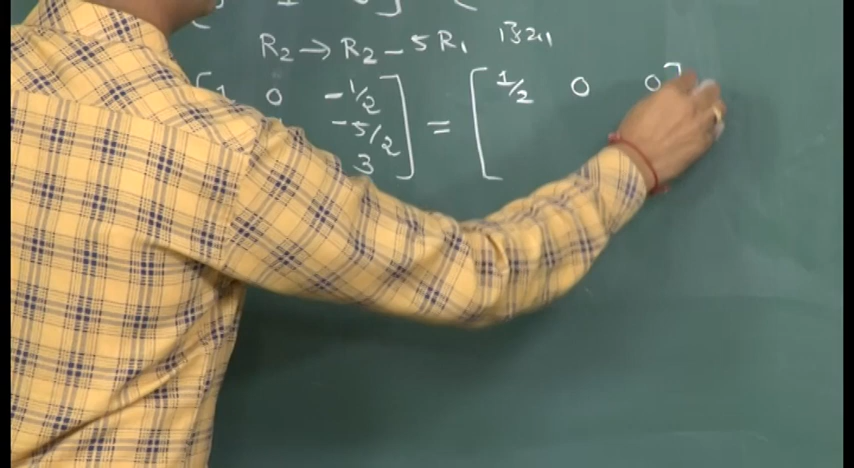 R₂ → R₂ - 5R₁
[1 0 -1/2] = [1/2 0 0]
-5/2
3